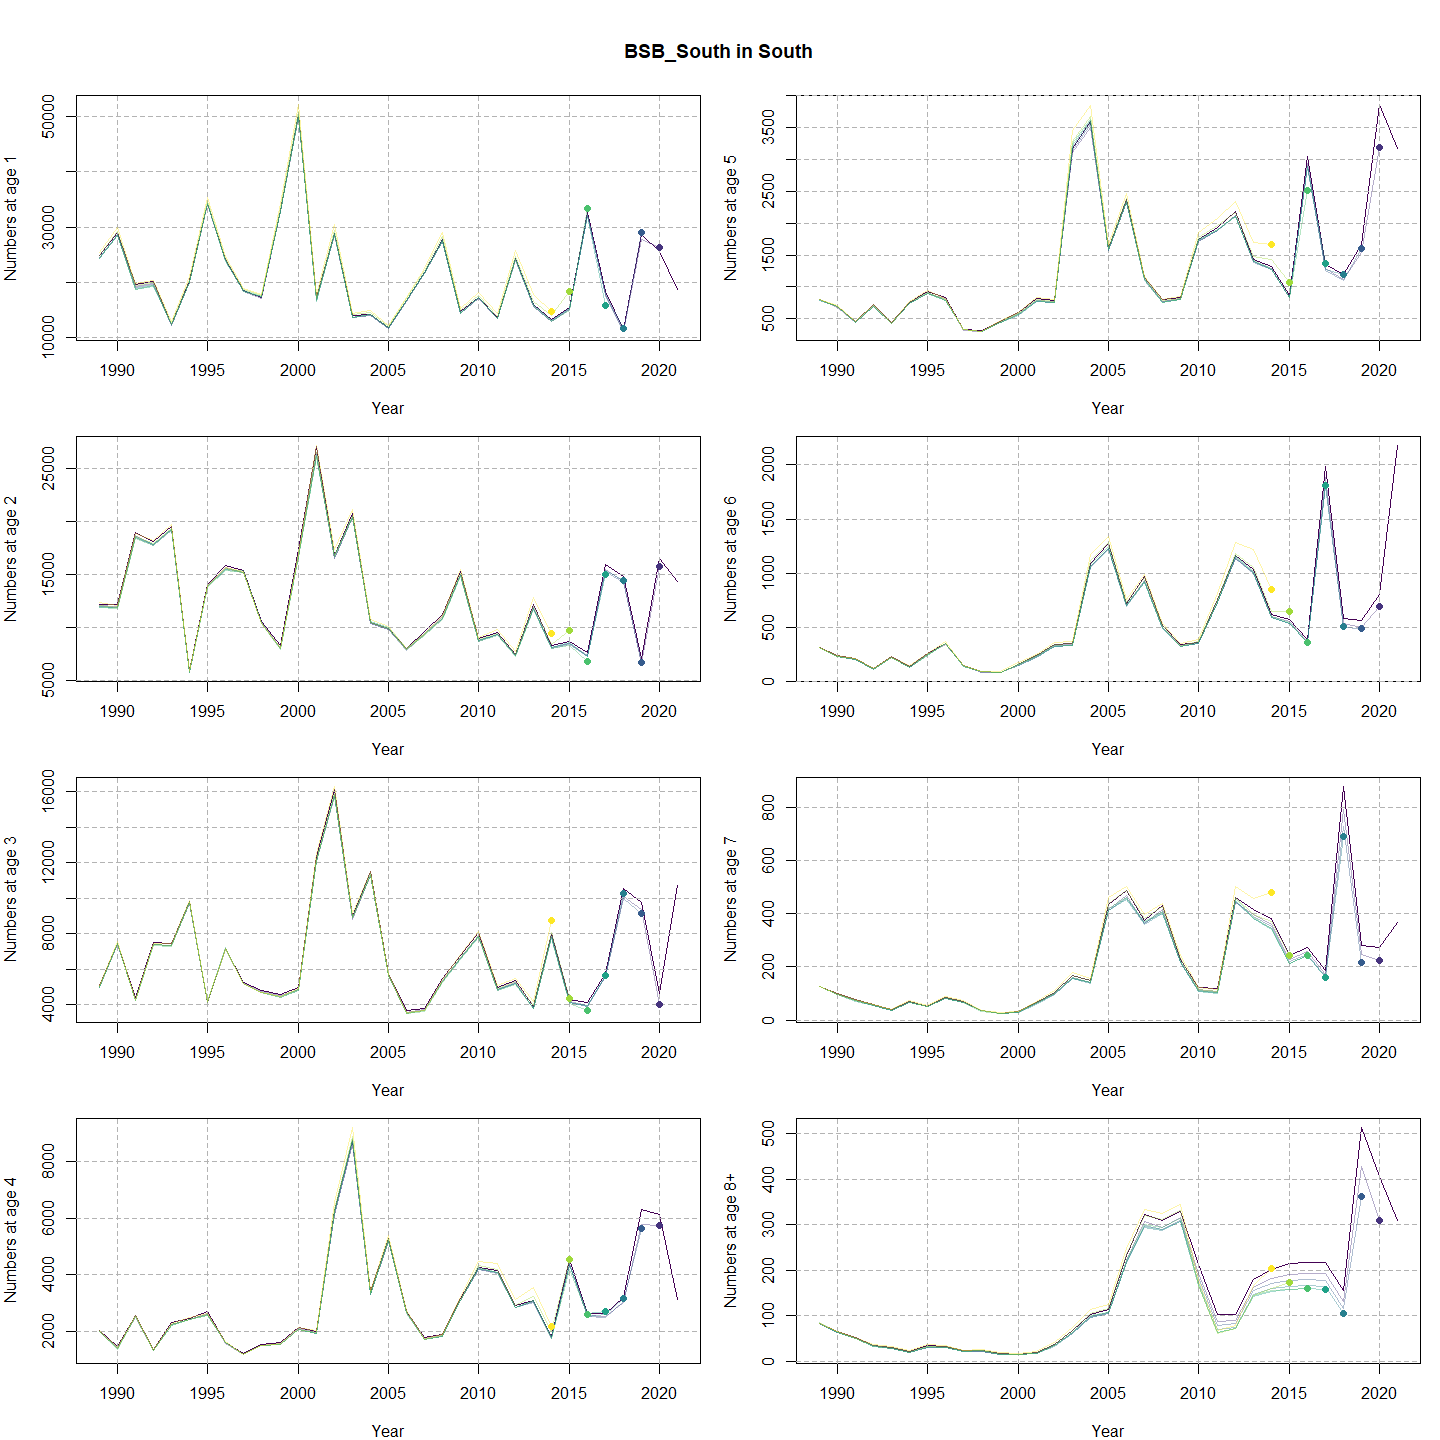 BSB_South in South
Numbers at age 1
10000 30000 50000
1990 1995 2000 2005 2010 2015 2020
Year
Numbers at age 5
500 1500 2500 3500
1990 1995 2000 2005 2010 2015 2020
Year
Numbers at age 2
5000 15000 25000
1990 1995 2000 2005 2010 2015 2020
Year
Numbers at age 6
0 500 1000 1500 2000
1990 1995 2000 2005 2010 2015 2020
Year
Numbers at age 3
4000 8000 12000 16000
1990 1995 2000 2005 2010 2015 2020
Year
Numbers at age 7
0 200 400 600 800
1990 1995 2000 2005 2010 2015 2020
Year
Numbers at age 4
2000 4000 6000 8000
1990 1995 2000 2005 2010 2015 2020
Year
Numbers at age 8+
0 100 200 300 400 500
1990 1995 2000 2005 2010 2015 2020
Year